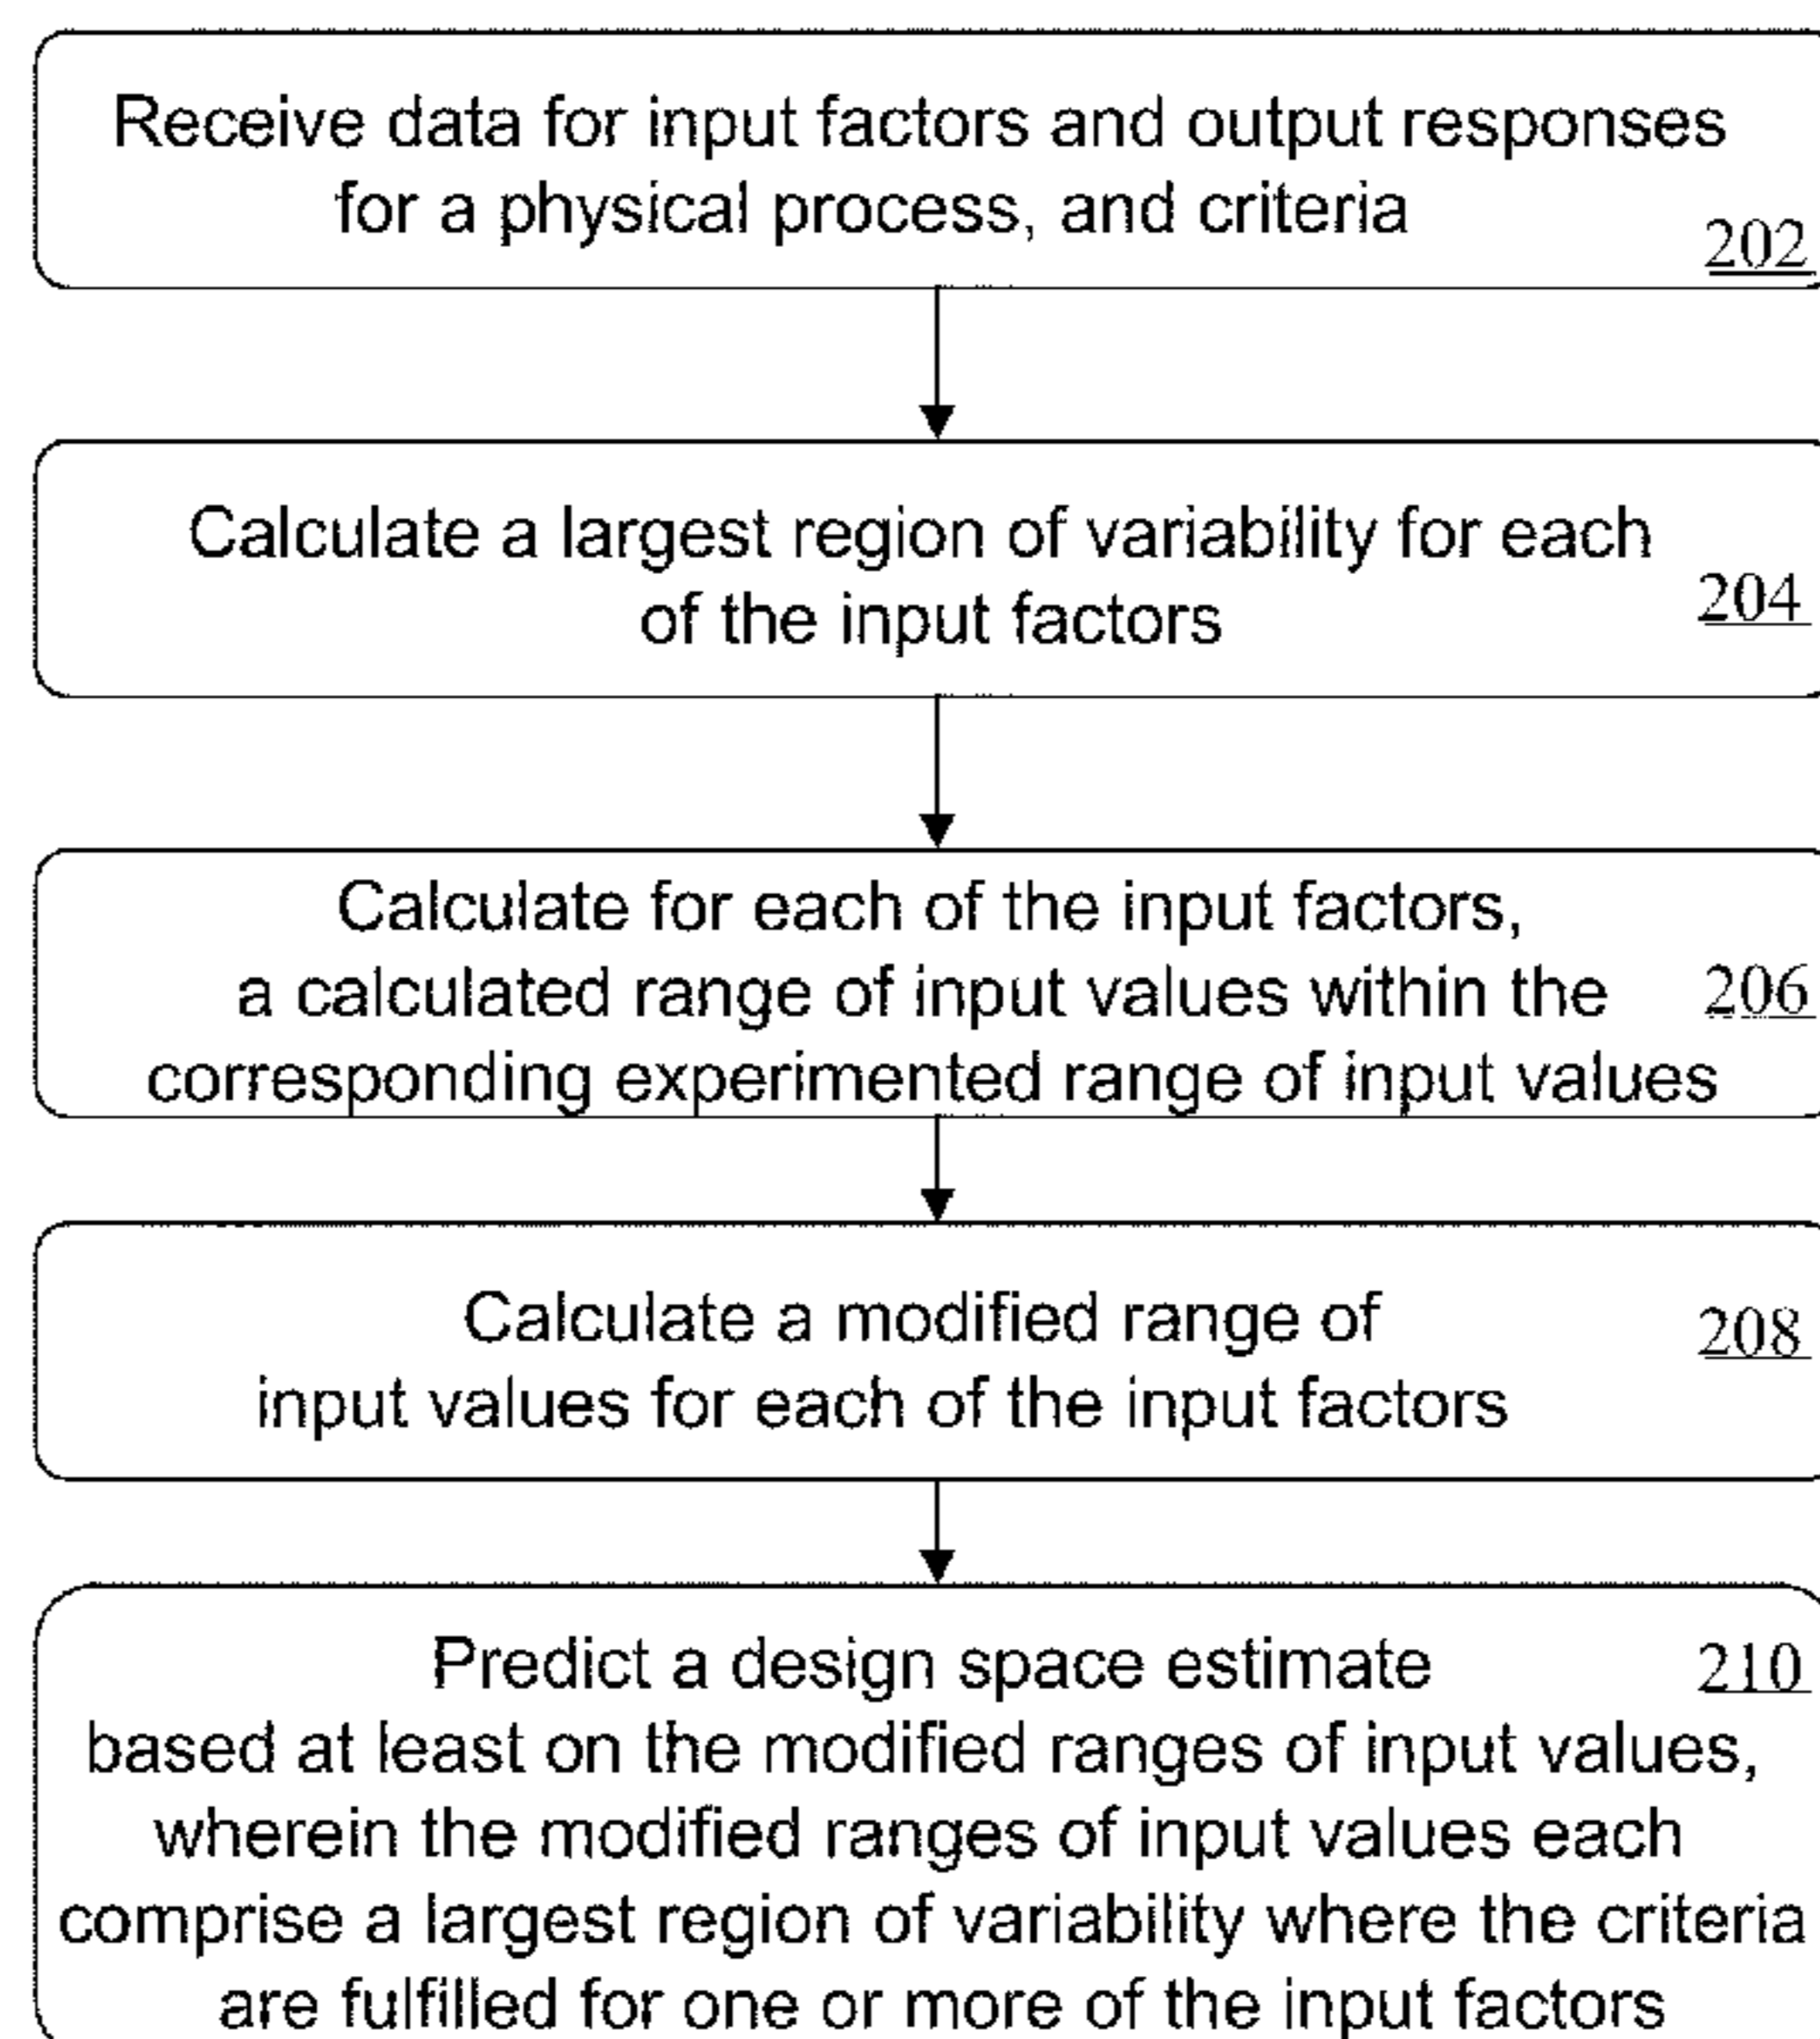 Receive data for input factors and output responses
for a physical process, and criteria
202
Calculate a largest region of variability for each
of the input factors
204
Calculate for each of the input factors,
a calculated range of input values within the
206
corresponding experimented range of input values
Calculate a modified range of
208
input values for each of the input factors
Predict a design space estimate
210
based at least on the modified ranges of input values,
wherein the modified ranges of input values each
comprise a largest region of variability where the criteria
are fulfilled for one or more of the input factors